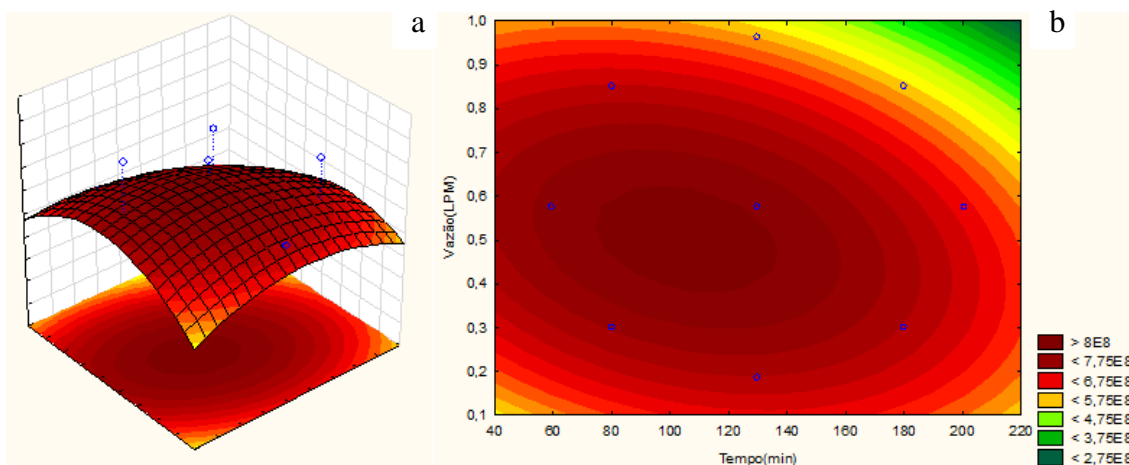 a
b
1,0
0,9
0,8
0,7
0,6
0,5
0,4
0,3
0,2
0,1
Vazão(LPM)
40 60 80 100 120 140 160 180 200 220
Tempo(min)
> 8E8
< 7,75E8
< 6,75E8
< 5,75E8
< 4,75E8
< 3,75E8
< 2,75E8